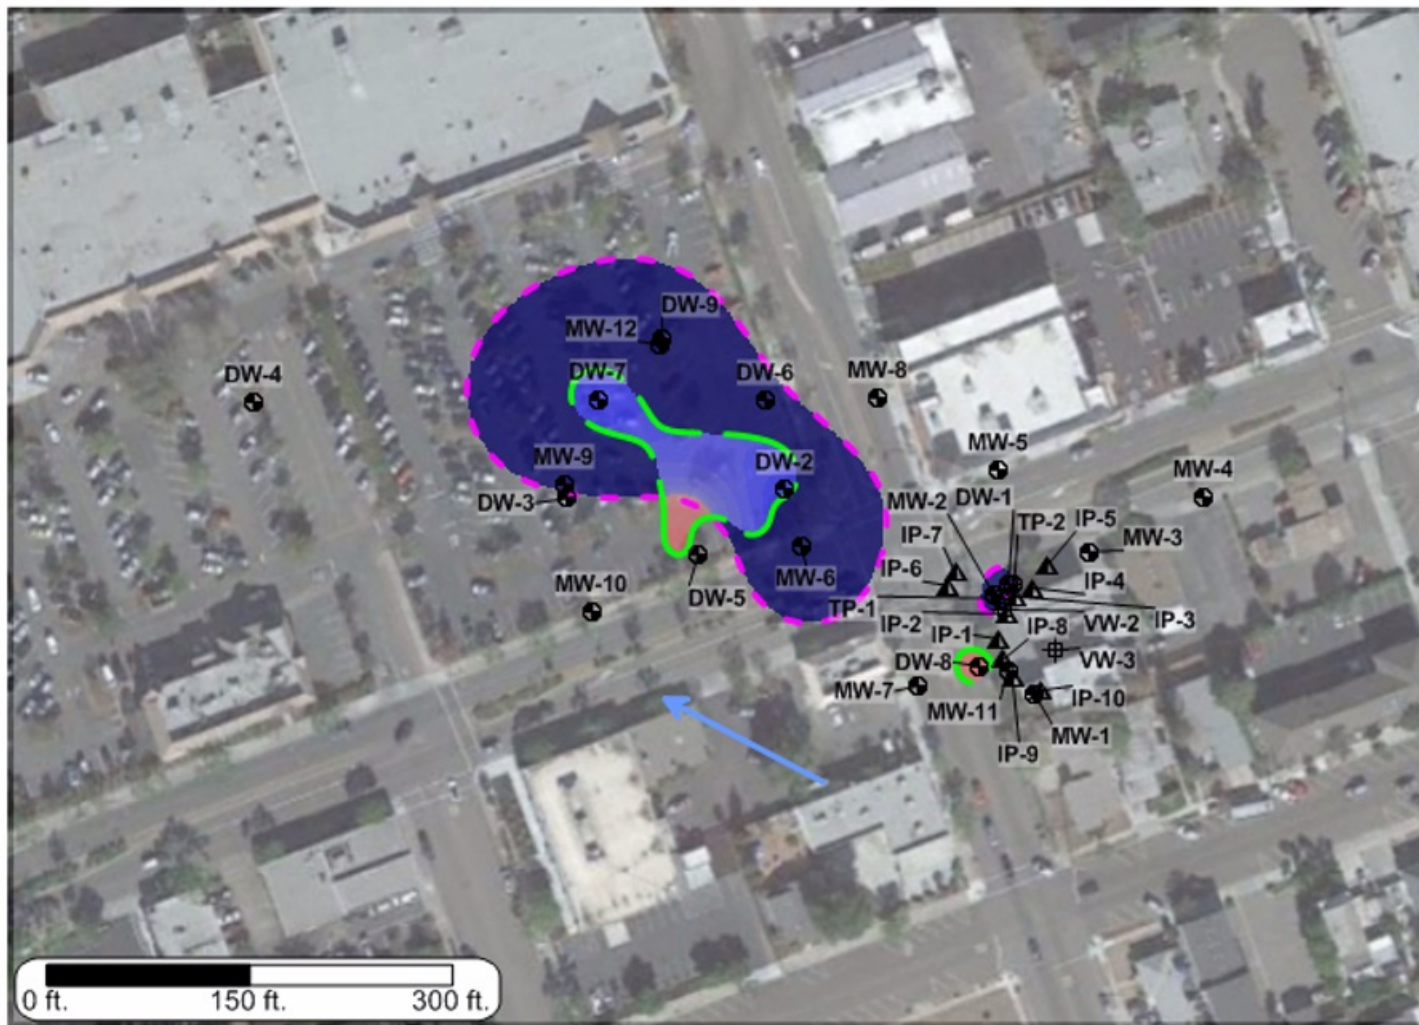 DW-9
MW-12
DW-7
DW-6
MW-8
DW-4
MW-9
DW-2
MW-5
DW-3
MW-4
MW-2
DW-1
TP-2
IP-5
IP-7
MW-3
IP-6
IP-4
MW-10
DW-5
MW-6
TP-1
IP-2
IP-8
VW-2
IP-3
IP-1
DW-8
VW-3
MW-7
MW-11
IP-10
IP-9
MW-1
0 ft. 150 ft. 300 ft.